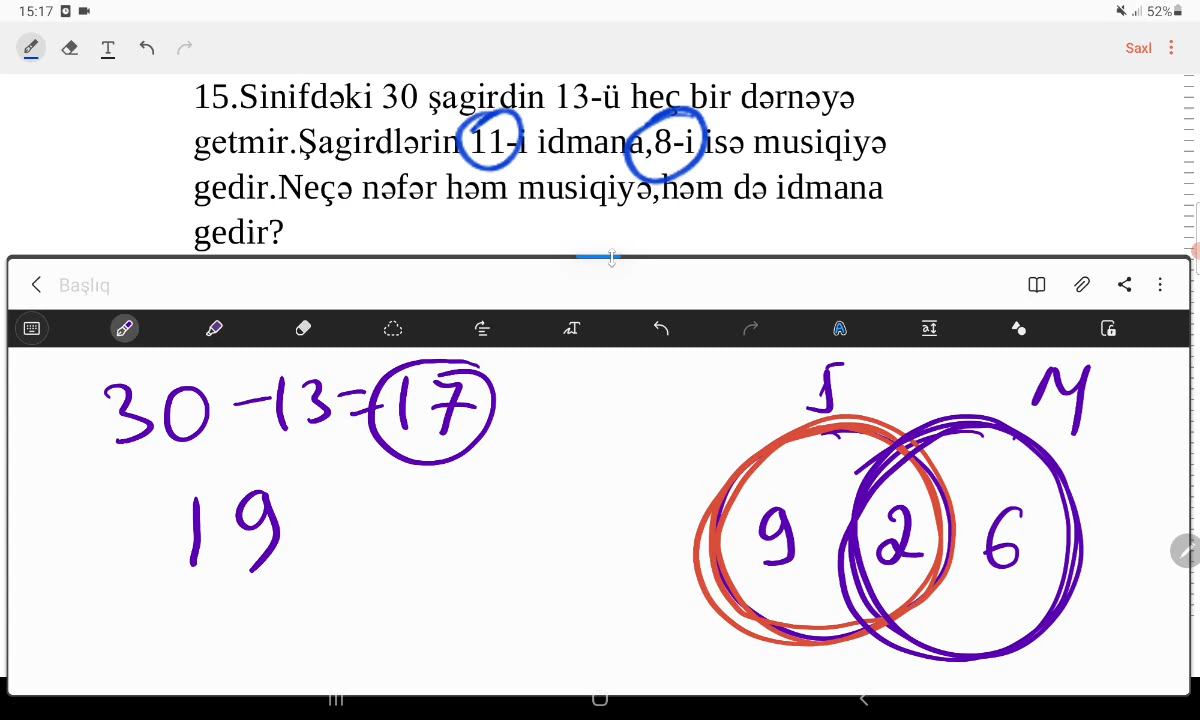 15:17 52%
Saxl
15.Sinifdəki 30 şagirdin 13-ü heç bir dərnəyə
getmir.Şagirdlərin 11-i idmana,8-i isə musiqiyə
gedir.Neçə nəfər həm musiqiyə,həm də idmana
gedir?
Başlıq
30-13=17
19
İ M
9 2 6